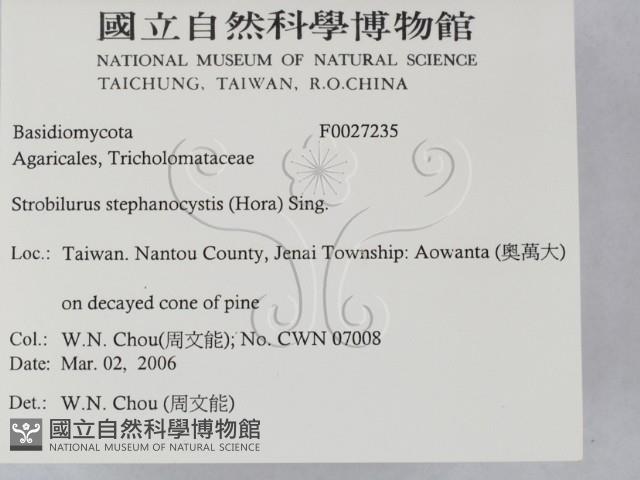 國立自然科學博物館
NATIONAL MUSEUM OF NATURAL SCIENCE
TAICHUNG, TAIWAN, R.O.CHINA
Basidiomycota F0027235
Agaricales, Tricholomataceae
Strobilurus stephanocystis (Hora) Sing.
Loc.: Taiwan. Nantou County, Jenai Township: Aowanta (奧萬大)
on decayed cone of pine
Col.: W.N. Chou(周文能); No. CWN 07008
Date: Mar. 02, 2006
Det.: W.N. Chou (周文能)
國立自然科學博物館
NATIONAL MUSEUM OF NATURAL SCIENCE